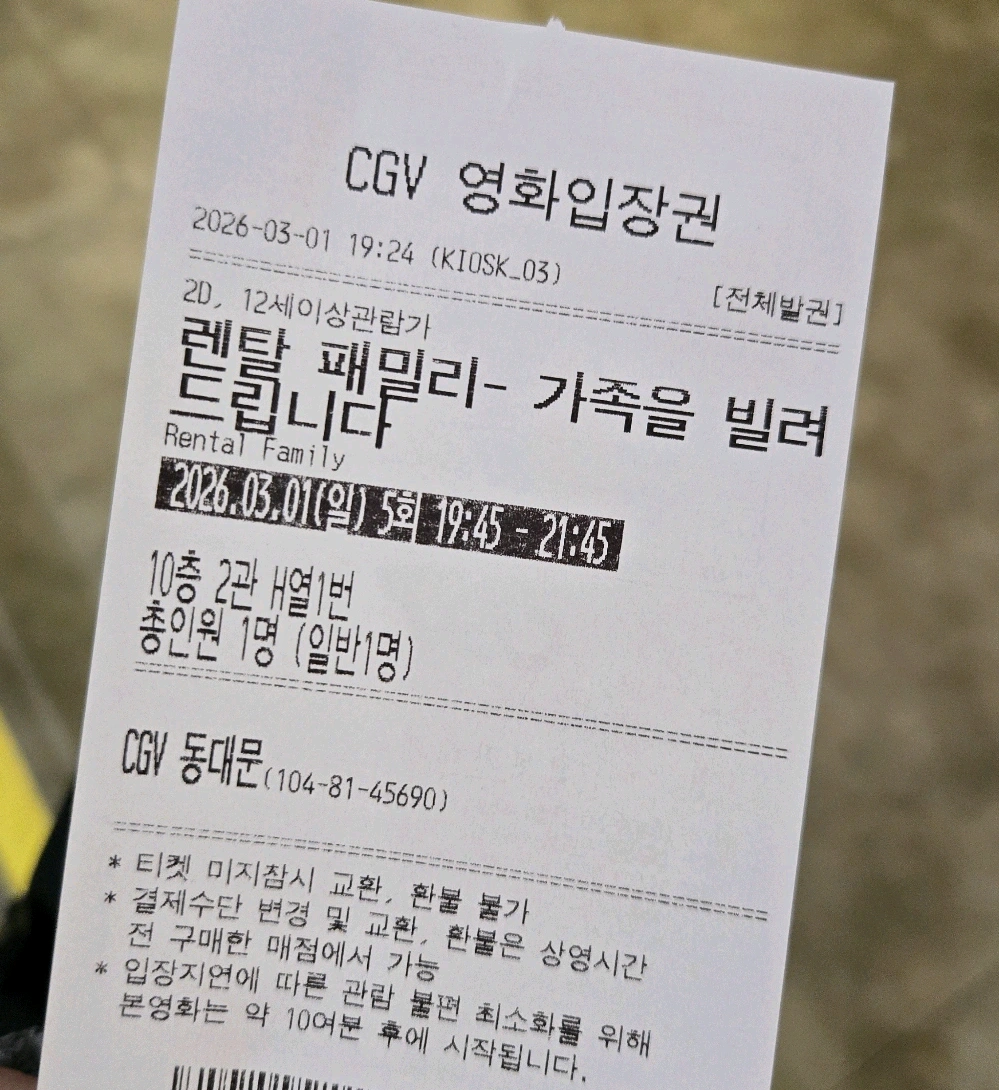 CGV 영화입장권
2026-03-01 19:24 (KIOSK_03)
[전체발권]
2D, 12세이상관람가
렌탈 패밀리- 가족을 빌려
드립니다
Rental Family
2026.03.01(일) 5회 19:45 - 21:45
10층 2관 H열1번
총인원 1명 (일반1명)
CGV 동대문(104-81-45690)
* 티켓 미지참시 교환, 환불 불가
* 결제수단 변경 및 교환, 환불은 상영시간
전 구매한 매점에서 가능
* 입장지연에 따른 관람 불편 최소화를 위해
본영화는 약 10여분 후에 시작됩니다.